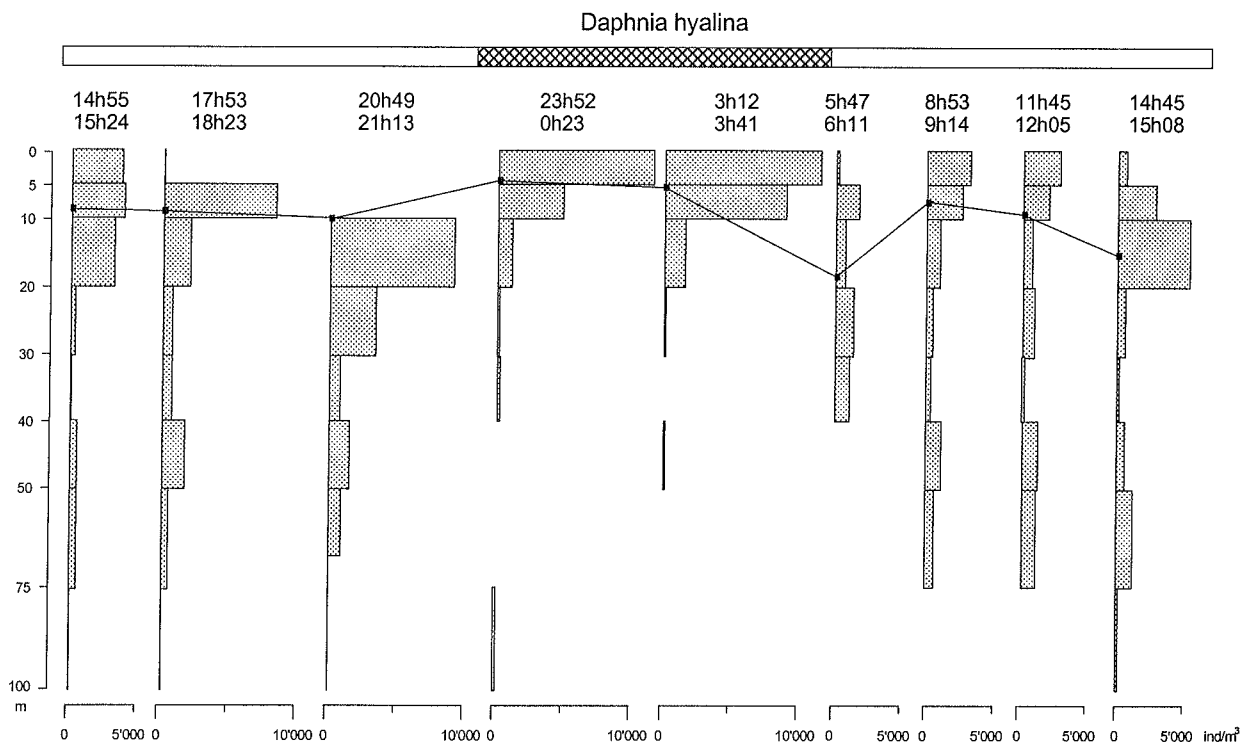 Daphnia hyalina
14h55 17h53 20h49 23h52 3h12 5h47 8h53 11h45 14h45
15h24 18h23 21h13 0h23 3h41 6h11 9h14 12h05 15h08
0
5
10
20
30
40
50
75
100
m
0 5'000 0 10'000 0 10'000 0 10'000 0 10'000 0 5'000 0 5'000 0 5'000 0 5'000 ind/m³